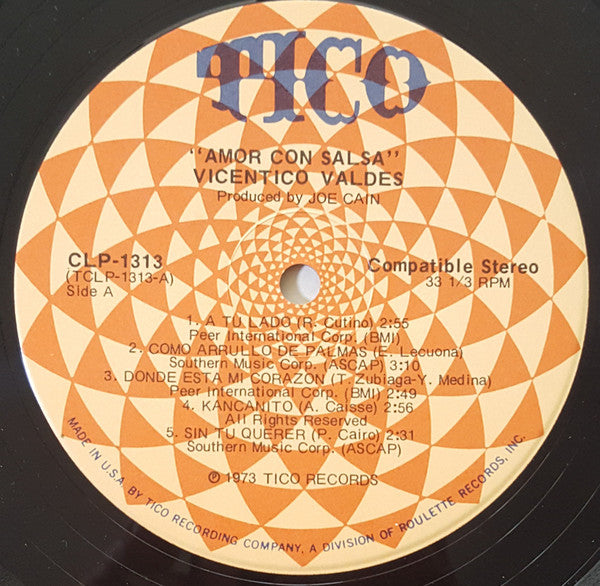 TICO
"AMOR CON SALSA"
VICENTICO VALDES
Produced by JOE CAIN
CLP-1313
(TCLP-1313-A)
Side A
Compatible Stereo
33 1/3 RPM
1. A TU LADO (R. Cutino) 2:55
Peer International Corp. (BMI)
2. COMO ARRULLO DE PALMAS (E. Lecuona)
Southern Music Corp. (ASCAP) 3:10
3. DONDE ESTA MI CORAZON (T. Zubiaga-Y. Medina)
Peer International Corp. (BMI) 2:49
4. KANCANITO (A. Caisse) 2:56
All Rights Reserved
5. SIN TU QUERER (P. Cairo) 2:31
Southern Music Corp. (ASCAP)
℗ 1973 TICO RECORDS
MADE IN U.S.A. BY TICO RECORDING COMPANY, A DIVISION OF ROULETTE RECORDS, INC.